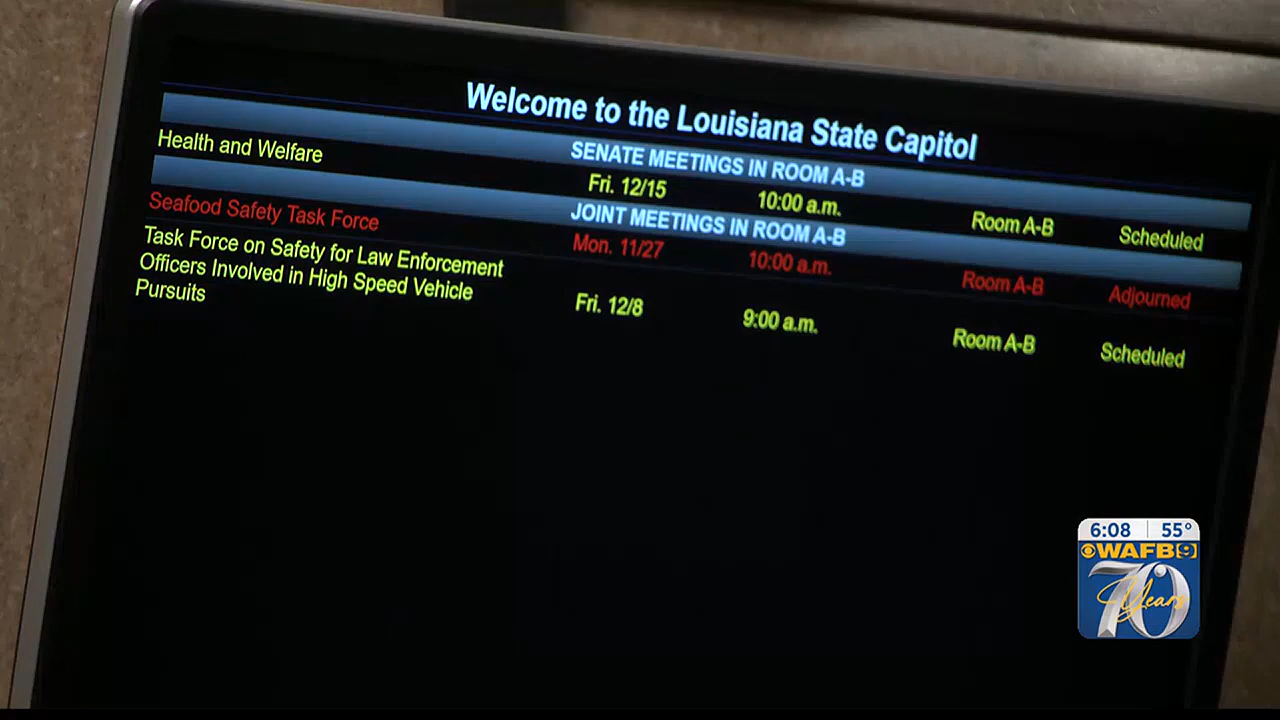 Welcome to the Louisiana State Capitol
SENATE MEETINGS IN ROOM A-B
Health and Welfare Fri. 12/15 10:00 a.m. Room A-B Scheduled
JOINT MEETINGS IN ROOM A-B
Seafood Safety Task Force Mon. 11/27 10:00 a.m. Room A-B Adjourned
Task Force on Safety for Law Enforcement
Officers Involved in High Speed Vehicle
Pursuits Fri. 12/8 9:00 a.m. Room A-B Scheduled
6:08 55°
WAFB 9
70
Years